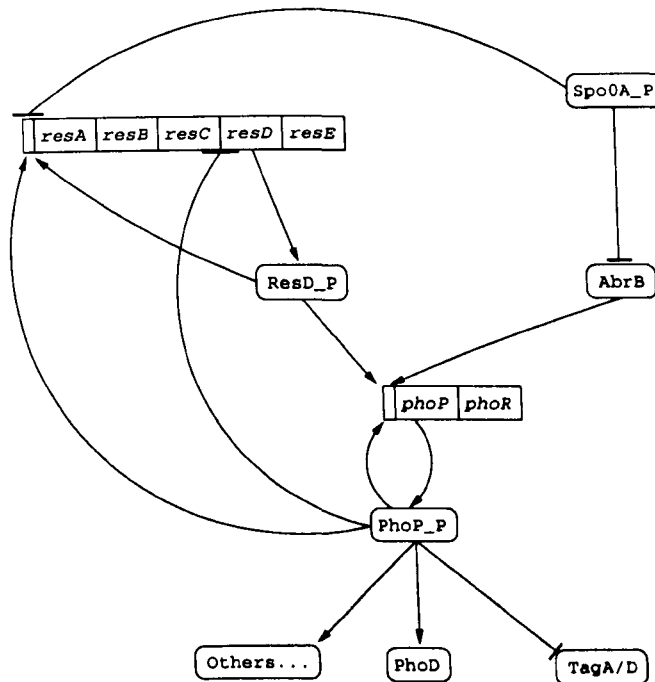 Spo0A_P
resA resB resC resD resE
ResD_P
AbrB
phoP phoR
PhoP_P
Others...
PhoD
TagA/D